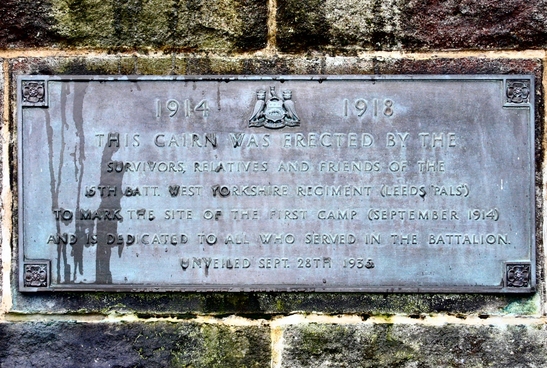 1914 1918
THIS CAIRN WAS ERECTED BY THE
SURVIVORS, RELATIVES AND FRIENDS OF THE
15TH BATT. WEST YORKSHIRE REGIMENT (LEEDS 'PALS')
TO MARK THE SITE OF THE FIRST CAMP (SEPTEMBER 1914)
AND IS DEDICATED TO ALL WHO SERVED IN THE BATTALION.
UNVEILED SEPT. 28TH 1935